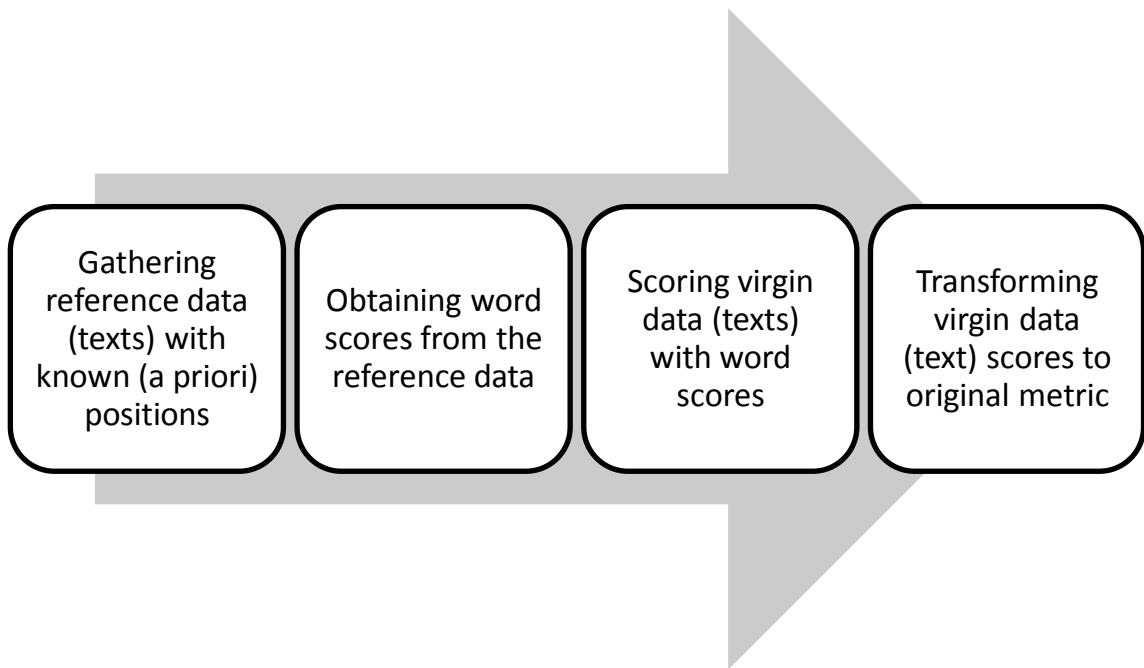 Gathering
reference data
(texts) with
known (a priori)
positions
Obtaining word
scores from the
reference data
Scoring virgin
data (texts)
with word
scores
Transforming
virgin data
(text) scores to
original metric